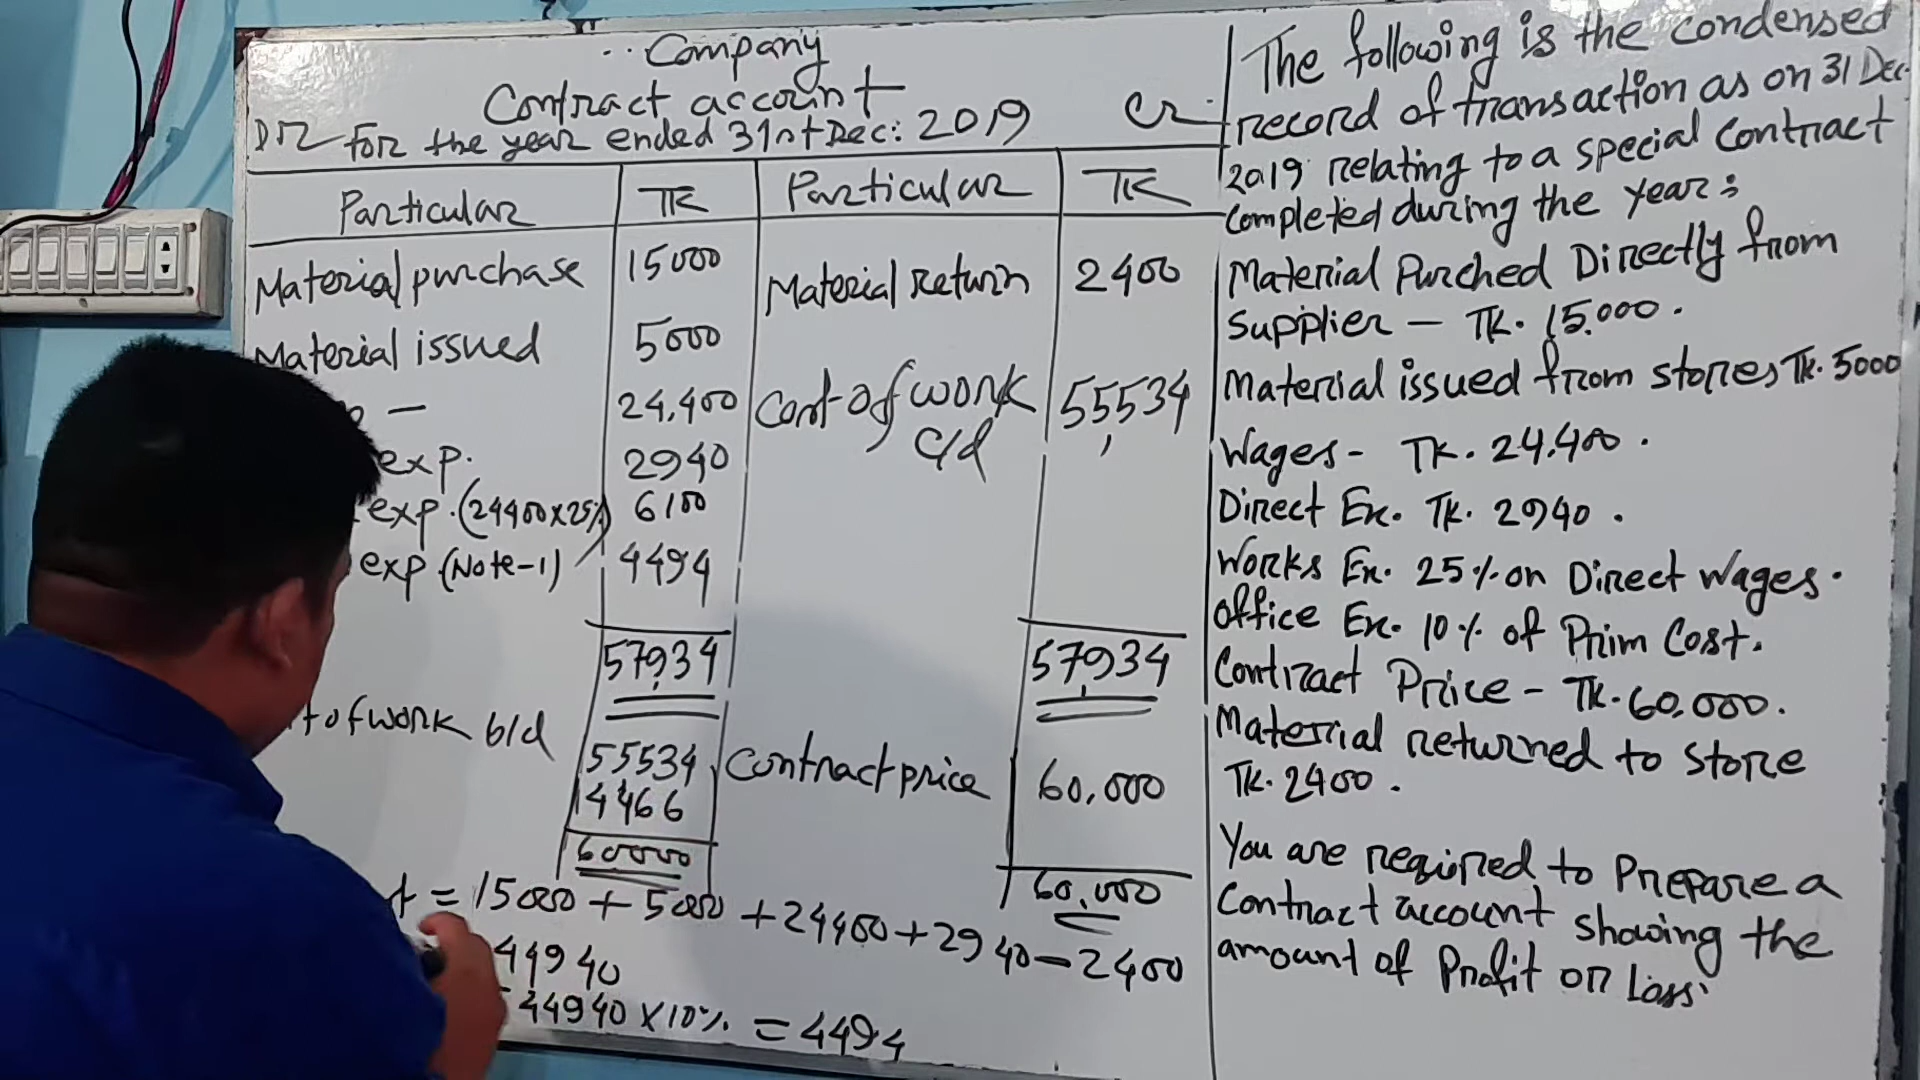 Company
Contract account
Dr For the year ended 31st Dec: 2019 Cr.
Particular TK Particular TK
Material purchase 15000 Material return 2400
Material issued 5000
— 24,400 Cost of work 55534
c/d
exp. 2940
exp. (24400x25%) 6100
exp (Note-1) 4494
57934 57934
of work b/d 55534 Contract price 60,000
4466
60000 60,000
= 15000 + 5000 + 24400 + 2940 - 2400
44940
44940 x 10% = 4494
The following is the condensed
record of transaction as on 31 Dec.
2019 relating to a special contract
completed during the year:
Material Purched Directly from
Supplier — TK. 15.000.
Material issued from stores TK. 5000
Wages - TK. 24,400.
Direct Ex. TK. 2940.
Works Ex. 25% on Direct Wages.
Office Ex. 10% of Prim Cost.
Contract Price - TK. 60,000.
Material returned to store
TK. 2400.
You are required to Prepare a
Contract account showing the
amount of Profit or Loss.